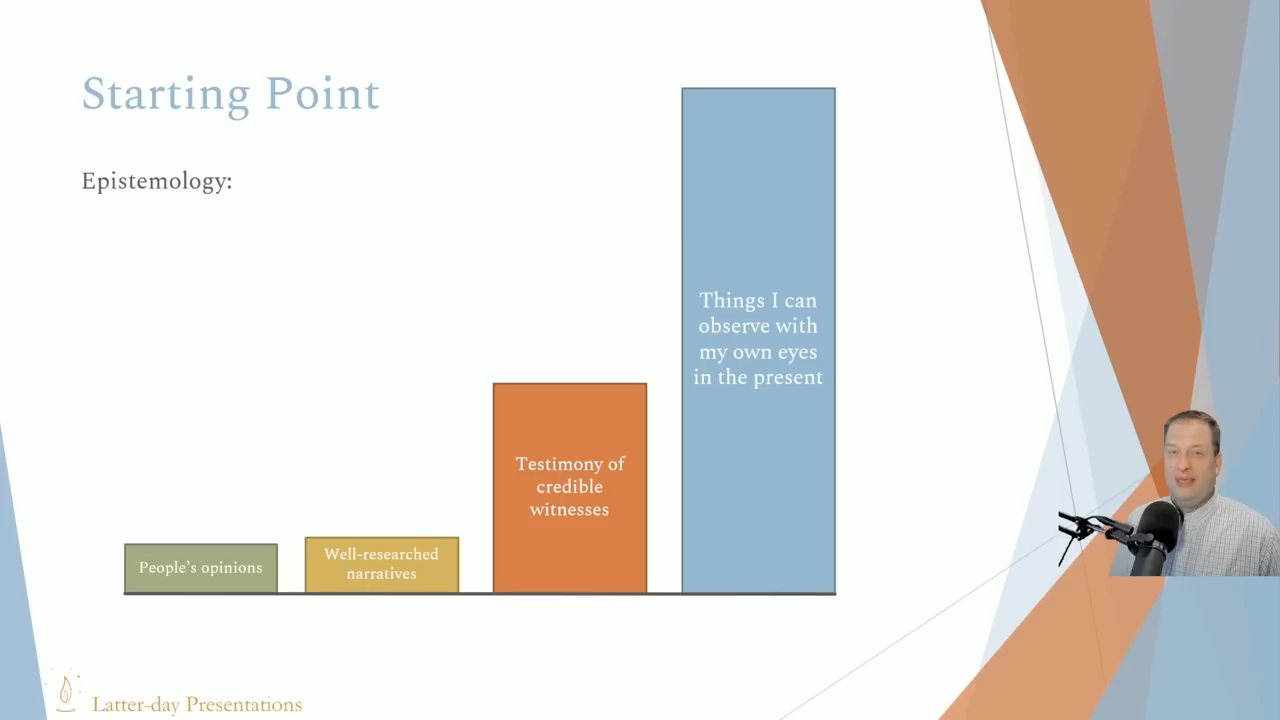 Starting Point
Epistemology:
People’s opinions
Well-researched
narratives
Testimony of
credible
witnesses
Things I can
observe with
my own eyes
in the present
Latter-day Presentations